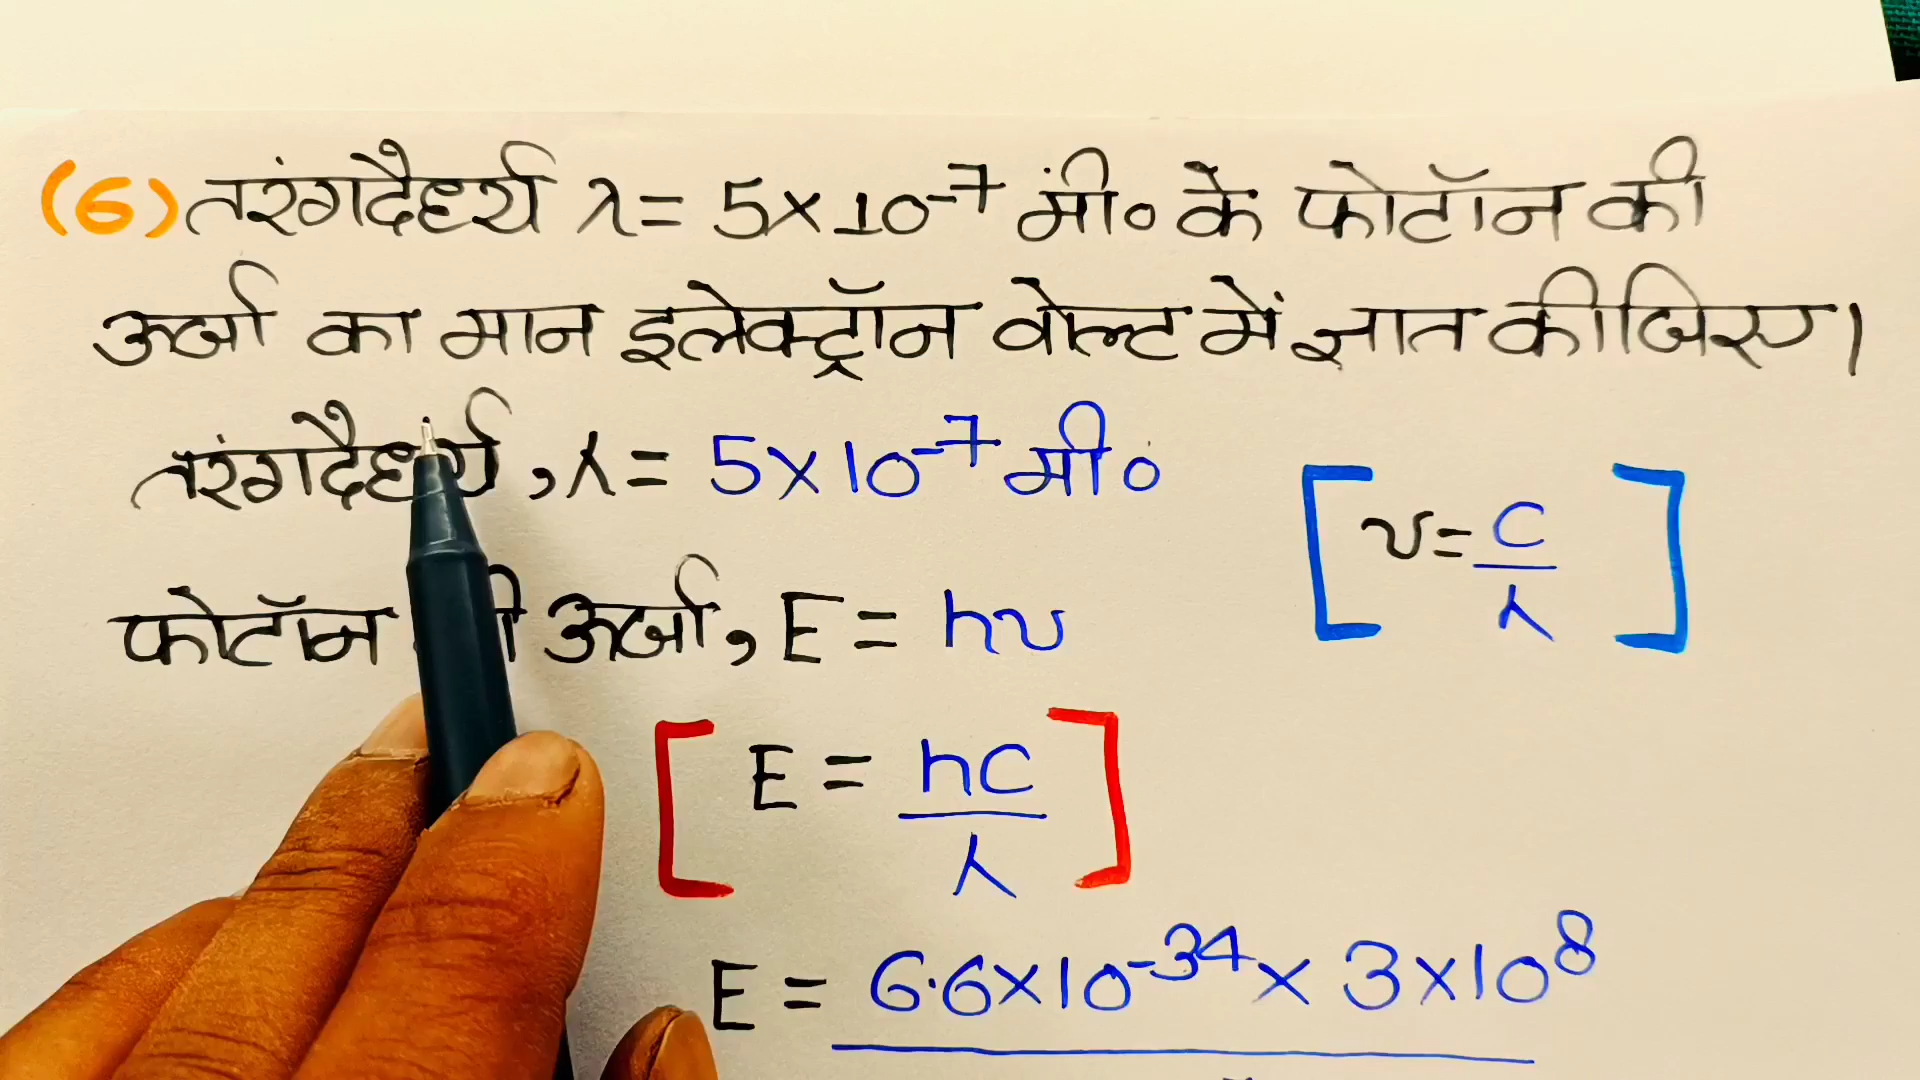 (6) तरंगदैर्ध्य λ = 5×10⁻⁷ मी० के फोटॉन की
ऊर्जा का मान इलेक्ट्रॉन वोल्ट में ज्ञात कीजिए।
तरंगदैर्ध्य, λ = 5×10⁻⁷ मी०
[ν = c/λ]
फोटॉन ऊर्जा, E = hν
[E = hc/λ]
E = 6.6×10⁻³⁴ × 3×10⁸